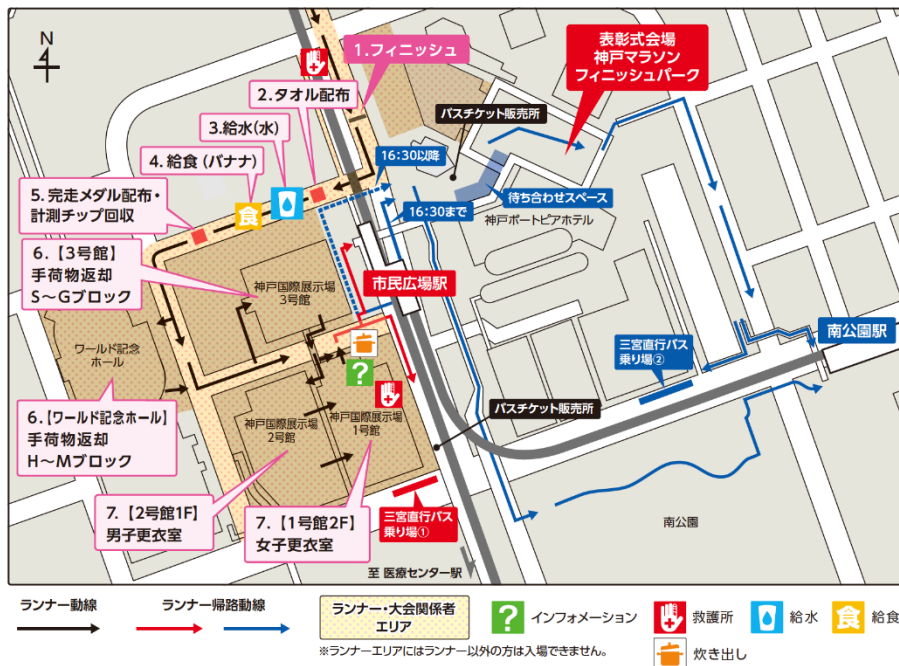 N
1.フィニッシュ
2.タオル配布
3.給水(水)
4.給食(バナナ)
5.完走メダル配布・
計測チップ回収
6.【3号館】
手荷物返却
S〜Gブロック
表彰式会場
神戸マラソン
フィニッシュパーク
バスチケット販売所
16:30以降
待ち合わせスペース
16:30まで
神戸ポートピアホテル
食
市民広場駅
神戸国際展示場
3号館
ワールド記念
ホール
三宮直行バス
乗り場②
南公園駅
?
6.【ワールド記念ホール】
手荷物返却
H〜Mブロック
神戸国際展示場
2号館
神戸国際展示場
1号館
バスチケット販売所
7.【2号館1F】
男子更衣室
7.【1号館2F】
女子更衣室
三宮直行バス
乗り場①
南公園
至 医療センター駅
ランナー動線
ランナー帰路動線
ランナー・大会関係者
エリア
※ランナーエリアにはランナー以外の方は入場できません。
? インフォメーション
救護所
給水
食 給食
炊き出し